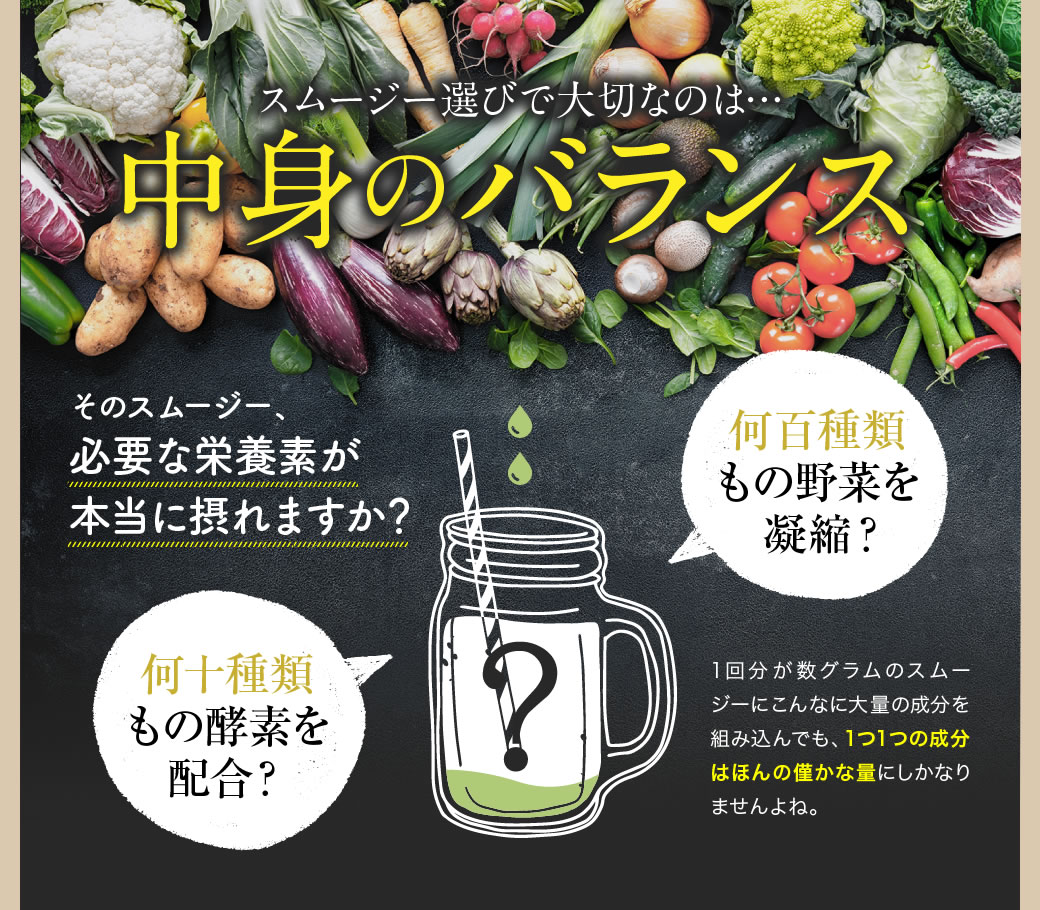 スムージー選びで大切なのは…
中身のバランス
そのスムージー、
必要な栄養素が
本当に摂れますか?
何百種類
もの野菜を
凝縮?
何十種類
もの酵素を
配合?
?
1回分が数グラムのスムー
ジーにこんなに大量の成分を
組み込んでも、1つ1つの成分
はほんの僅かな量にしかなり
ませんよね。